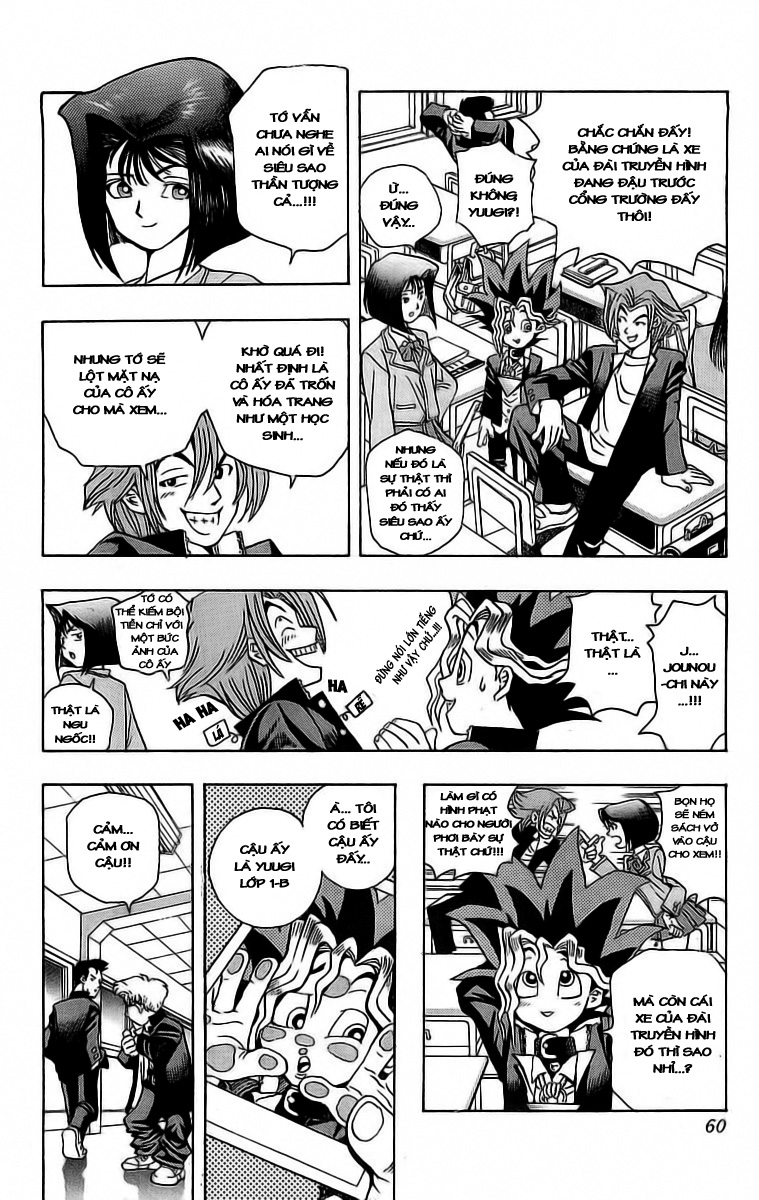 CHẮC CHẮN ĐẤY!
BẰNG CHỨNG LÀ XE
CỦA ĐÀI TRUYỀN HÌNH
ĐANG ĐẬU TRƯỚC
CỔNG TRƯỜNG ĐẤY
THÔI!
ĐÚNG
KHÔNG,
YUUGI?!
Ừ...
ĐÚNG
VẬY...
NHƯNG
NẾU ĐÓ LÀ
SỰ THẬT THÌ
PHẢI CÓ AI
ĐÓ THẤY
SIÊU SAO ẤY
CHỨ...
TỚ VẪN
CHƯA NGHE
AI NÓI GÌ VỀ
SIÊU SAO
THẦN TƯỢNG
CẢ...!!!
KHỜ QUÁ ĐI!
NHẤT ĐỊNH LÀ
CÔ ẤY ĐÃ TRỐN
VÀ HÓA TRANG
NHƯ MỘT HỌC
SINH...
NHƯNG TỚ SẼ
LỘT MẶT NẠ
CỦA CÔ ẤY
CHO MÀ XEM...
J...
JOUNOU
-CHI NÀY
...!!!
THẬT...
THẬT LÀ
...
ĐỪNG NÓI LỚN TIẾNG
NHƯ VẬY CHỨ...!!!
HA
RẼ
HA HA
LÁ
TỚ CÓ
THỂ KIẾM BỘI
TIỀN CHỈ VỚI
MỘT BỨC
ẢNH CỦA
CÔ ẤY
THẬT LÀ
NGU
NGỐC!!
BỌN HỌ
SẼ NÉM
SÁCH VỞ
VÀO CẬU
CHO XEM!!
LÀM GÌ CÓ
HÌNH PHẠT
NÀO CHO NGƯỜI
PHƠI BÀY SỰ
THẬT CHỨ!!!
MÀ CÒN CÁI
XE CỦA ĐÀI
TRUYỀN HÌNH
ĐÓ THÌ SAO
NHỈ...?
À... TÔI
CÓ BIẾT
CẬU ẤY
ĐẤY...
CẬU ẤY
LÀ YUUGI
LỚP 1-B
CẢM...
CẢM ƠN
CẬU!!
60